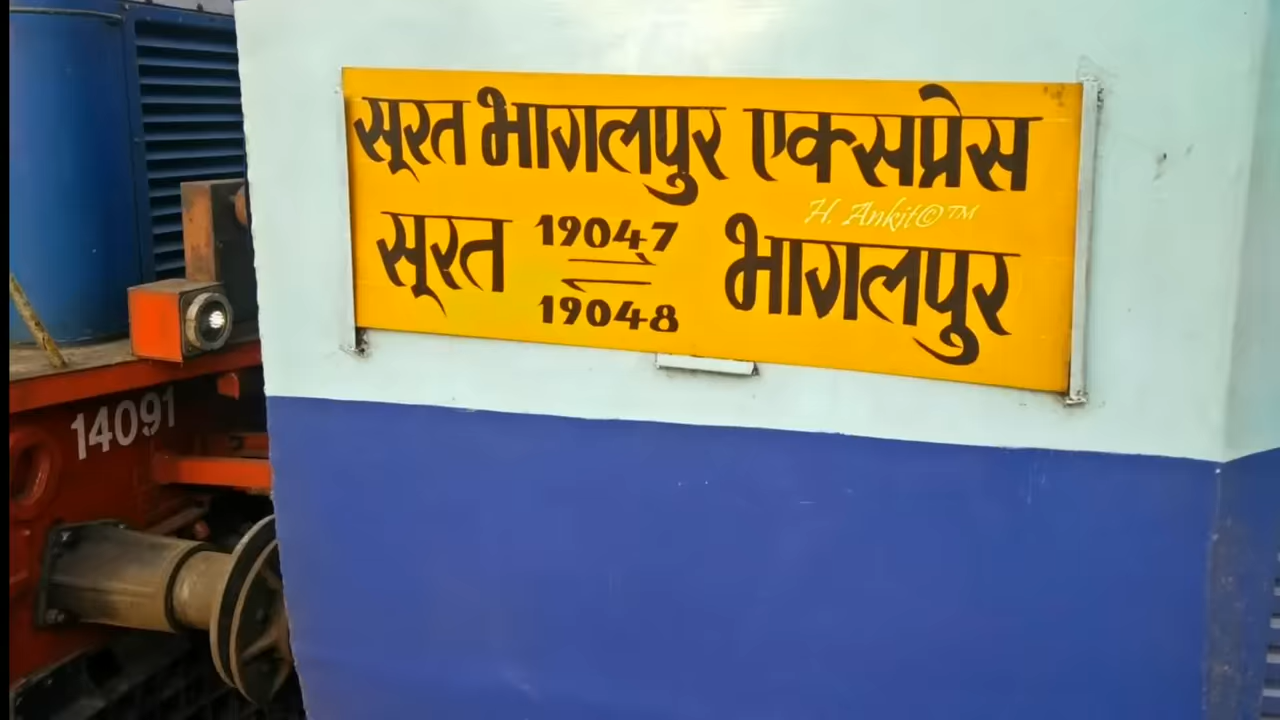 सूरत भागलपुर एक्सप्रेस
H. Ankit©™
सूरत 19047 भागलपुर
19048
14091